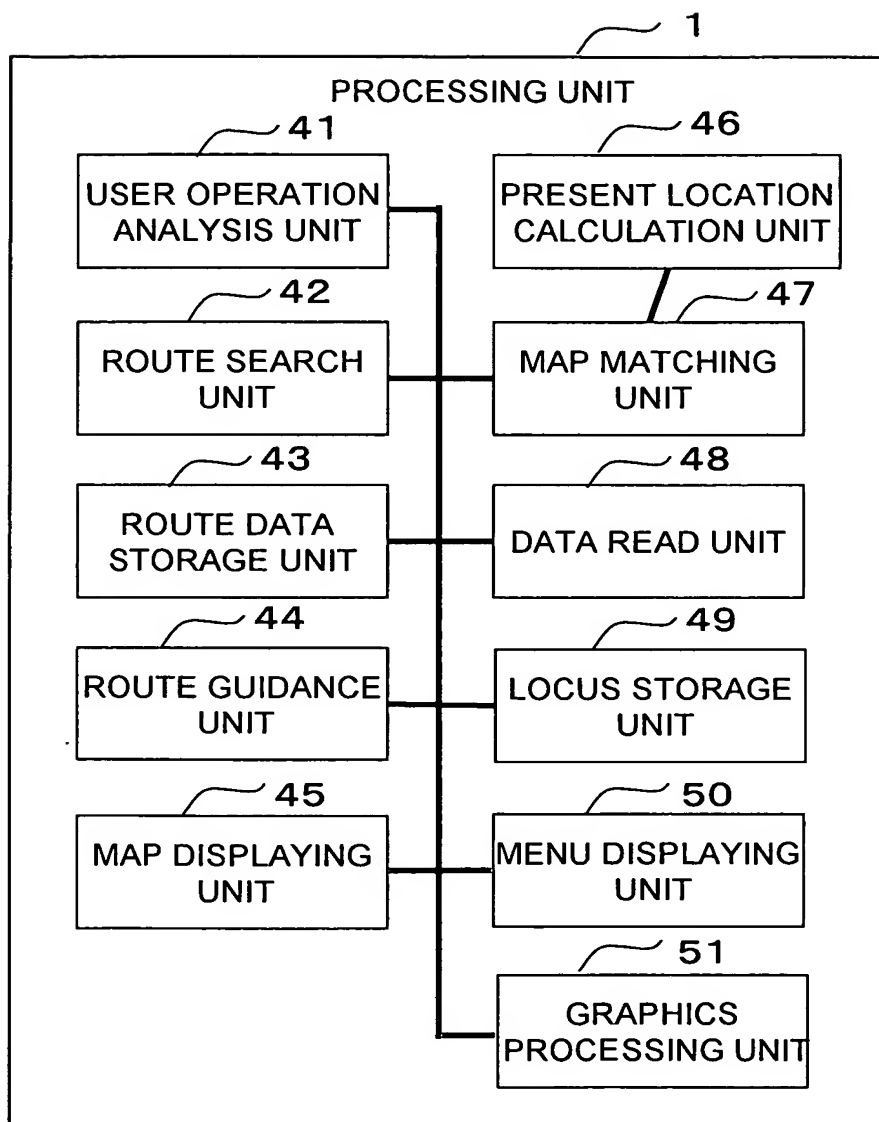 1
PROCESSING UNIT
41
USER OPERATION
ANALYSIS UNIT
46
PRESENT LOCATION
CALCULATION UNIT
42
ROUTE SEARCH
UNIT
47
MAP MATCHING
UNIT
43
ROUTE DATA
STORAGE UNIT
48
DATA READ UNIT
44
ROUTE GUIDANCE
UNIT
49
LOCUS STORAGE
UNIT
45
MAP DISPLAYING
UNIT
50
MENU DISPLAYING
UNIT
51
GRAPHICS
PROCESSING UNIT